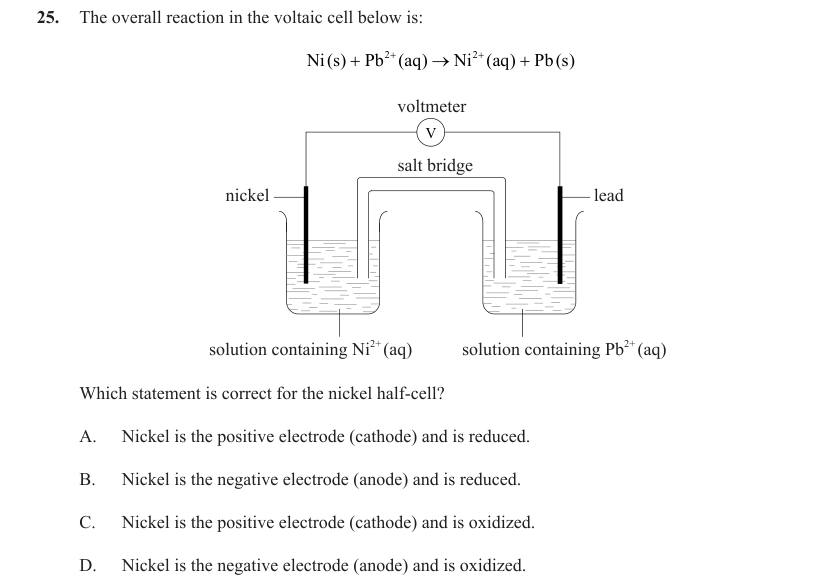 25. The overall reaction in the voltaic cell below is:
Ni (s) + Pb²⁺ (aq) → Ni²⁺ (aq) + Pb (s)
voltmeter
V
salt bridge
nickel
lead
solution containing Ni²⁺ (aq)
solution containing Pb²⁺ (aq)
Which statement is correct for the nickel half-cell?
A. Nickel is the positive electrode (cathode) and is reduced.
B. Nickel is the negative electrode (anode) and is reduced.
C. Nickel is the positive electrode (cathode) and is oxidized.
D. Nickel is the negative electrode (anode) and is oxidized.